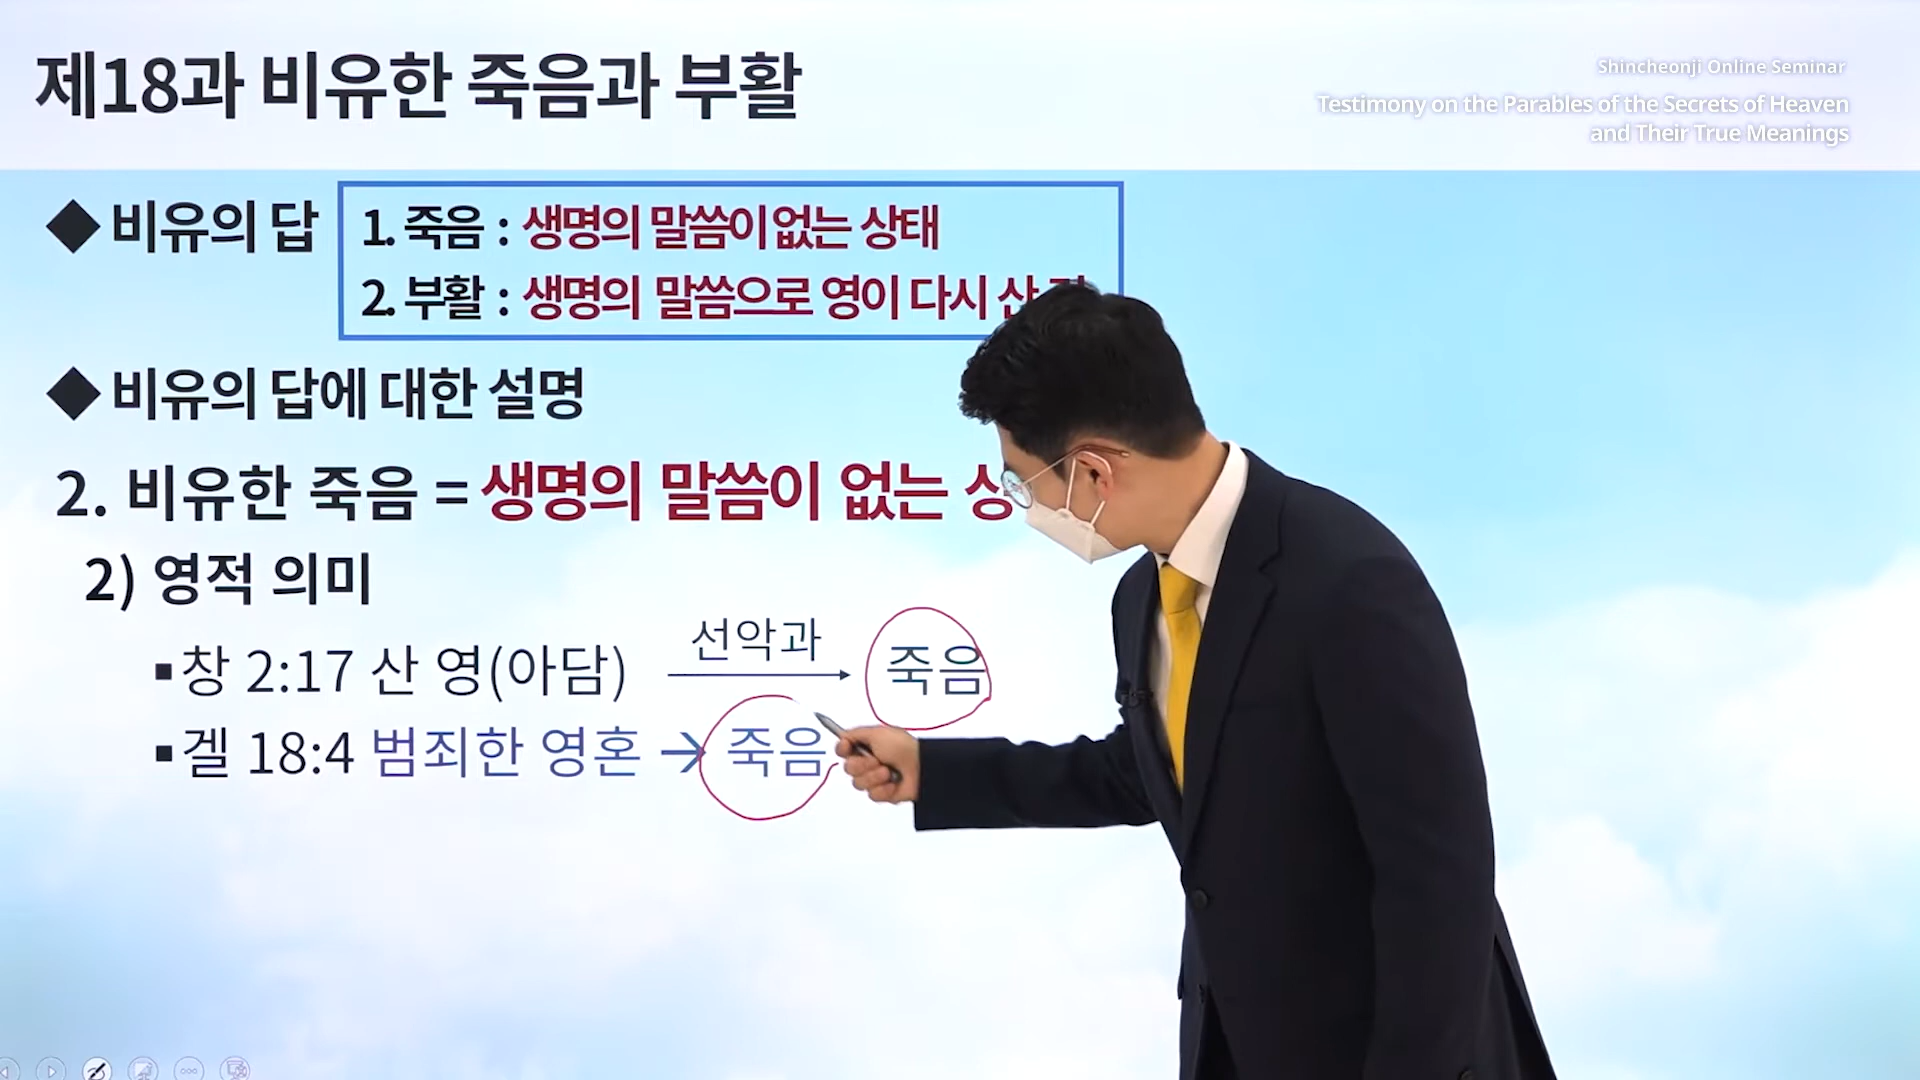 제18과 비유한 죽음과 부활
Shincheonji Online Seminar
Testimony on the Parables of the Secrets of Heaven
and Their True Meanings
◆ 비유의 답
1. 죽음 : 생명의 말씀이 없는 상태
2. 부활 : 생명의 말씀으로 영이 다시 산
◆ 비유의 답에 대한 설명
2. 비유한 죽음 = 생명의 말씀이 없는
2) 영적 의미
선악과
▪창 2:17 산 영(아담) 죽음
▪겔 18:4 범죄한 영혼 → 죽음